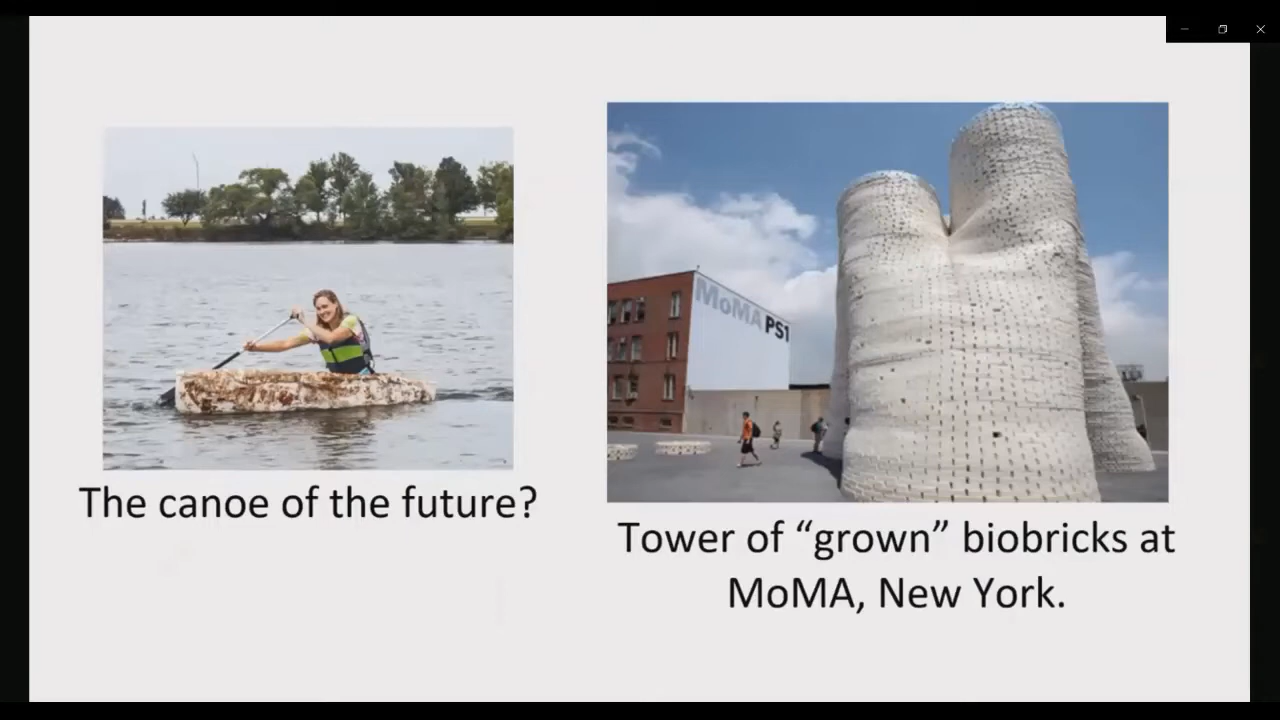 MoMA PS1
The canoe of the future?
Tower of “grown” biobricks at
MoMA, New York.